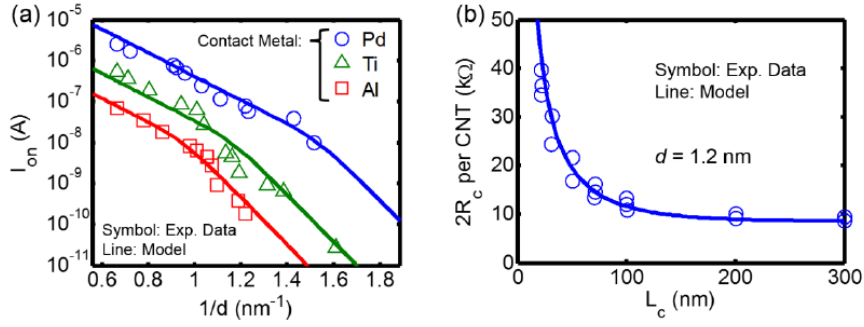 (a)
I_on (A)
10^-5
10^-6
10^-7
10^-8
10^-9
10^-10
10^-11
Contact Metal:
Pd
Ti
Al
Symbol: Exp. Data
Line: Model
0.6 0.8 1.0 1.2 1.4 1.6 1.8
1/d (nm^-1)
(b)
2R_c per CNT (kΩ)
50
40
30
20
10
0
Symbol: Exp. Data
Line: Model
d = 1.2 nm
0 100 200 300
L_c (nm)